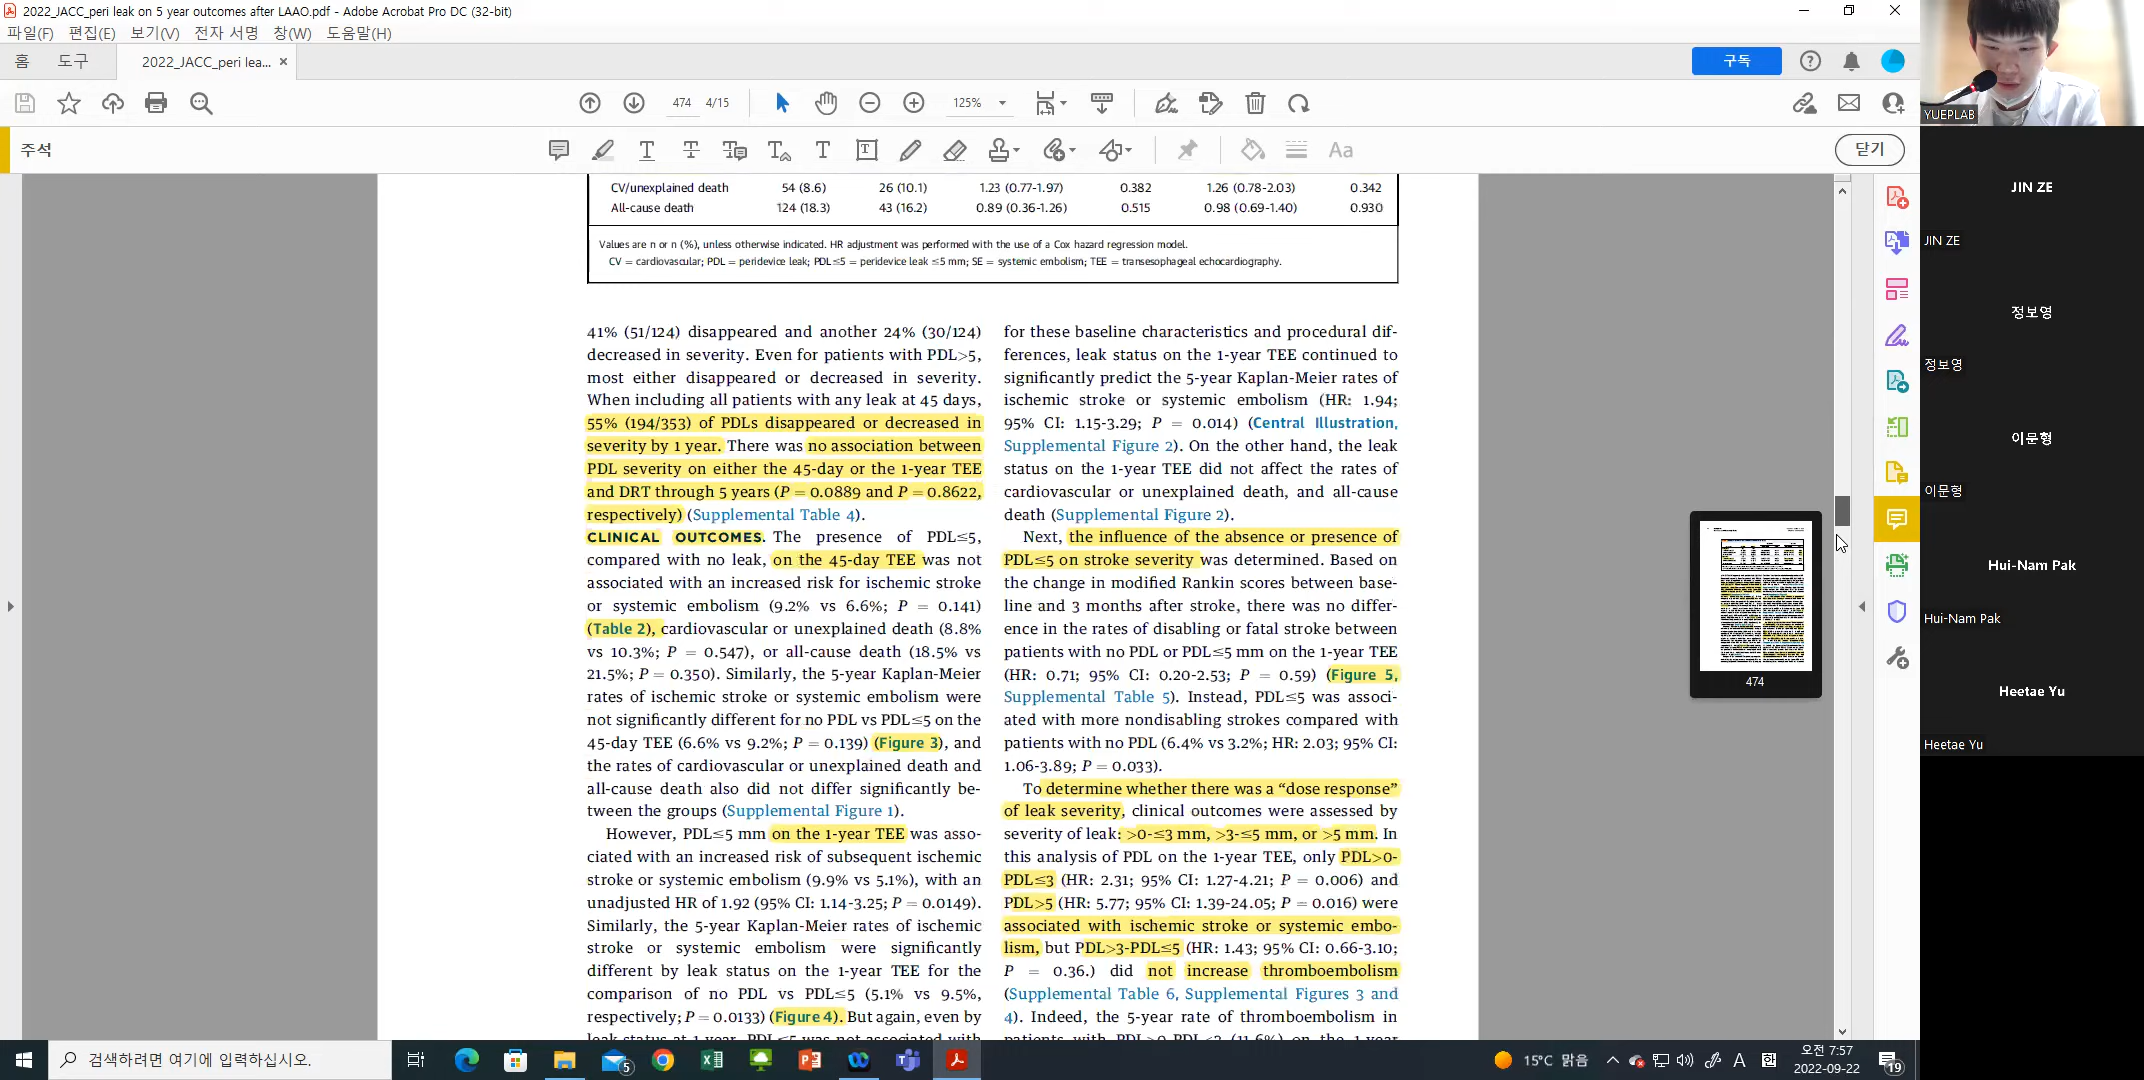 2022_JACC_peri leak on 5 year outcomes after LAAO.pdf - Adobe Acrobat Pro DC (32-bit)
파일(F) 편집(E) 보기(V) 전자 서명 창(W) 도움말(H)
홈 도구 2022_JACC_peri lea... × 구독
474 4/15 125%
주석 닫기
CV/unexplained death 54 (8.6) 26 (10.1) 1.23 (0.77-1.97) 0.382 1.26 (0.78-2.03) 0.342
All-cause death 124 (18.3) 43 (16.2) 0.89 (0.36-1.26) 0.515 0.98 (0.69-1.40) 0.930
Values are n or n (%), unless otherwise indicated. HR adjustment was performed with the use of a Cox hazard regression model.
CV = cardiovascular; PDL = peridevice leak; PDL≤5 = peridevice leak ≤5 mm; SE = systemic embolism; TEE = transesophageal echocardiography.
41% (51/124) disappeared and another 24% (30/124)
decreased in severity. Even for patients with PDL>5,
most either disappeared or decreased in severity.
When including all patients with any leak at 45 days,
55% (194/353) of PDLs disappeared or decreased in
severity by 1 year. There was no association between
PDL severity on either the 45-day or the 1-year TEE
and DRT through 5 years (P = 0.0889 and P = 0.8622,
respectively) (Supplemental Table 4).
CLINICAL OUTCOMES. The presence of PDL≤5,
compared with no leak, on the 45-day TEE was not
associated with an increased risk for ischemic stroke
or systemic embolism (9.2% vs 6.6%; P = 0.141)
(Table 2), cardiovascular or unexplained death (8.8%
vs 10.3%; P = 0.547), or all-cause death (18.5% vs
21.5%; P = 0.350). Similarly, the 5-year Kaplan-Meier
rates of ischemic stroke or systemic embolism were
not significantly different for no PDL vs PDL≤5 on the
45-day TEE (6.6% vs 9.2%; P = 0.139) (Figure 3), and
the rates of cardiovascular or unexplained death and
all-cause death also did not differ significantly be-
tween the groups (Supplemental Figure 1).
However, PDL≤5 mm on the 1-year TEE was asso-
ciated with an increased risk of subsequent ischemic
stroke or systemic embolism (9.9% vs 5.1%), with an
unadjusted HR of 1.92 (95% CI: 1.14-3.25; P = 0.0149).
Similarly, the 5-year Kaplan-Meier rates of ischemic
stroke or systemic embolism were significantly
different by leak status on the 1-year TEE for the
comparison of no PDL vs PDL≤5 (5.1% vs 9.5%,
respectively; P = 0.0133) (Figure 4). But again, even by
leak status at 1 year, PDL≤5 was not associated with
for these baseline characteristics and procedural dif-
ferences, leak status on the 1-year TEE continued to
significantly predict the 5-year Kaplan-Meier rates of
ischemic stroke or systemic embolism (HR: 1.94;
95% CI: 1.15-3.29; P = 0.014) (Central Illustration,
Supplemental Figure 2). On the other hand, the leak
status on the 1-year TEE did not affect the rates of
cardiovascular or unexplained death, and all-cause
death (Supplemental Figure 2).
Next, the influence of the absence or presence of
PDL≤5 on stroke severity was determined. Based on
the change in modified Rankin scores between base-
line and 3 months after stroke, there was no differ-
ence in the rates of disabling or fatal stroke between
patients with no PDL or PDL≤5 mm on the 1-year TEE
(HR: 0.71; 95% CI: 0.20-2.53; P = 0.59) (Figure 5,
Supplemental Table 5). Instead, PDL≤5 was associ-
ated with more nondisabling strokes compared with
patients with no PDL (6.4% vs 3.2%; HR: 2.03; 95% CI:
1.06-3.89; P = 0.033).
To determine whether there was a “dose response”
of leak severity, clinical outcomes were assessed by
severity of leak: >0-≤3 mm, >3-≤5 mm, or >5 mm. In
this analysis of PDL on the 1-year TEE, only PDL>0-
PDL≤3 (HR: 2.31; 95% CI: 1.27-4.21; P = 0.006) and
PDL>5 (HR: 5.77; 95% CI: 1.39-24.05; P = 0.016) were
associated with ischemic stroke or systemic embo-
lism, but PDL>3-PDL≤5 (HR: 1.43; 95% CI: 0.66-3.10;
P = 0.36.) did not increase thromboembolism
(Supplemental Table 6, Supplemental Figures 3 and
4). Indeed, the 5-year rate of thromboembolism in
patients with PDL>0-PDL≤3 (11.6%) on the 1-year
474
YUEPLAB
JIN ZE
JIN ZE
정보영
정보영
이문형
이문형
Hui-Nam Pak
Hui-Nam Pak
Heetae Yu
Heetae Yu
검색하려면 여기에 입력하십시오.
5
15°C 맑음 A 한 오전 7:57
2022-09-22 19